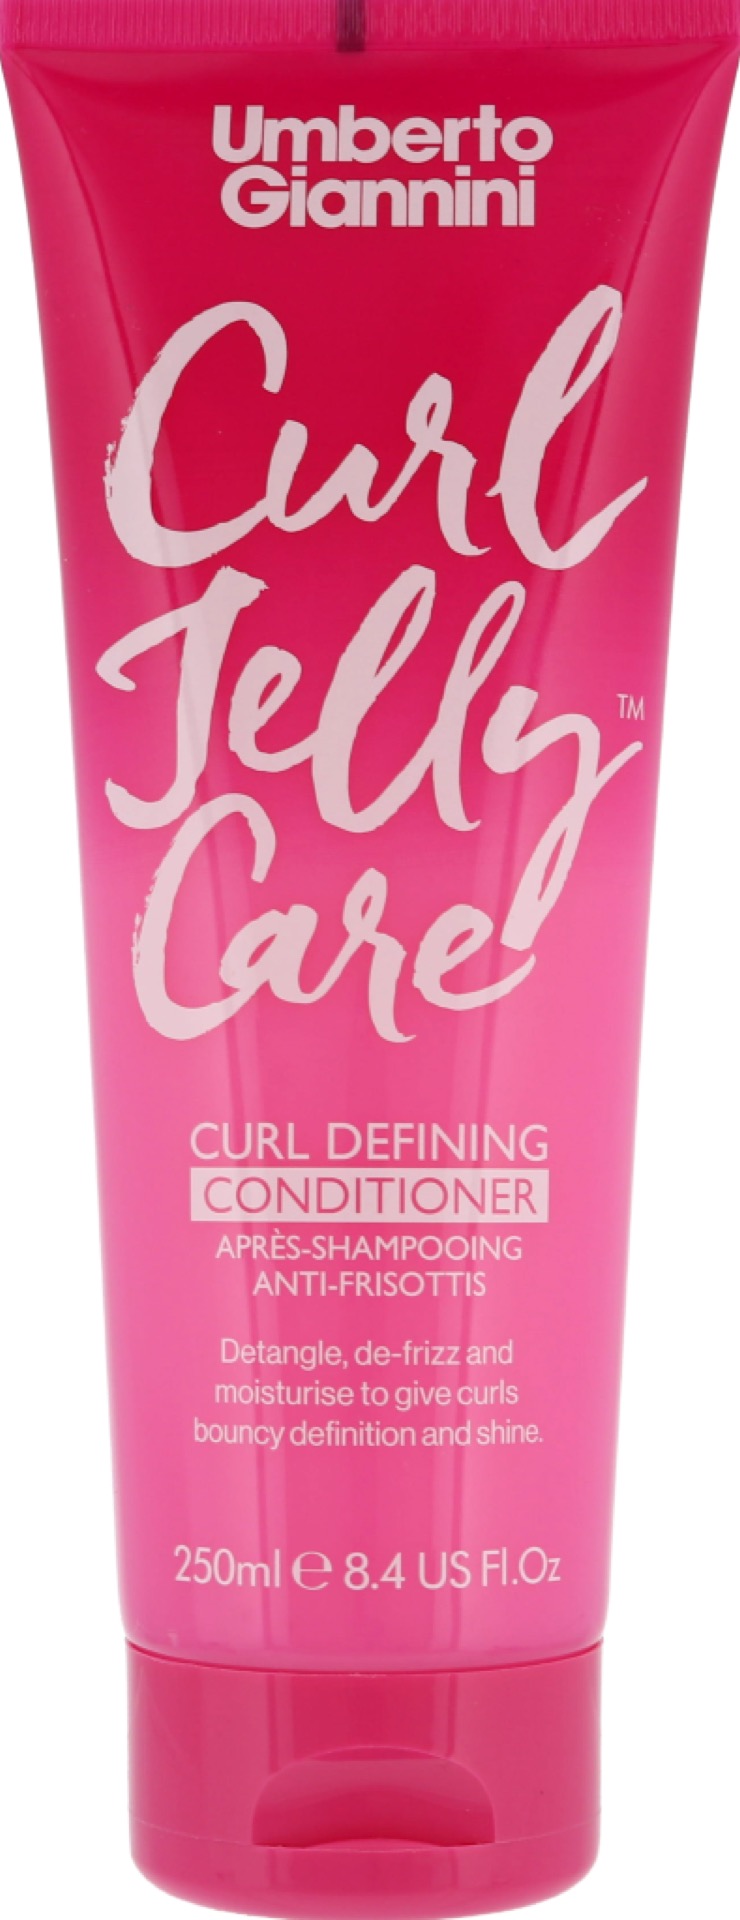 Umberto
Giannini
Curl
Jelly™
Care
CURL DEFINING
CONDITIONER
APRÈS-SHAMPOOING
ANTI-FRISOTTIS
Detangle, de-frizz and
moisturise to give curls
bouncy definition and shine.
250ml ℮ 8.4 US Fl.Oz